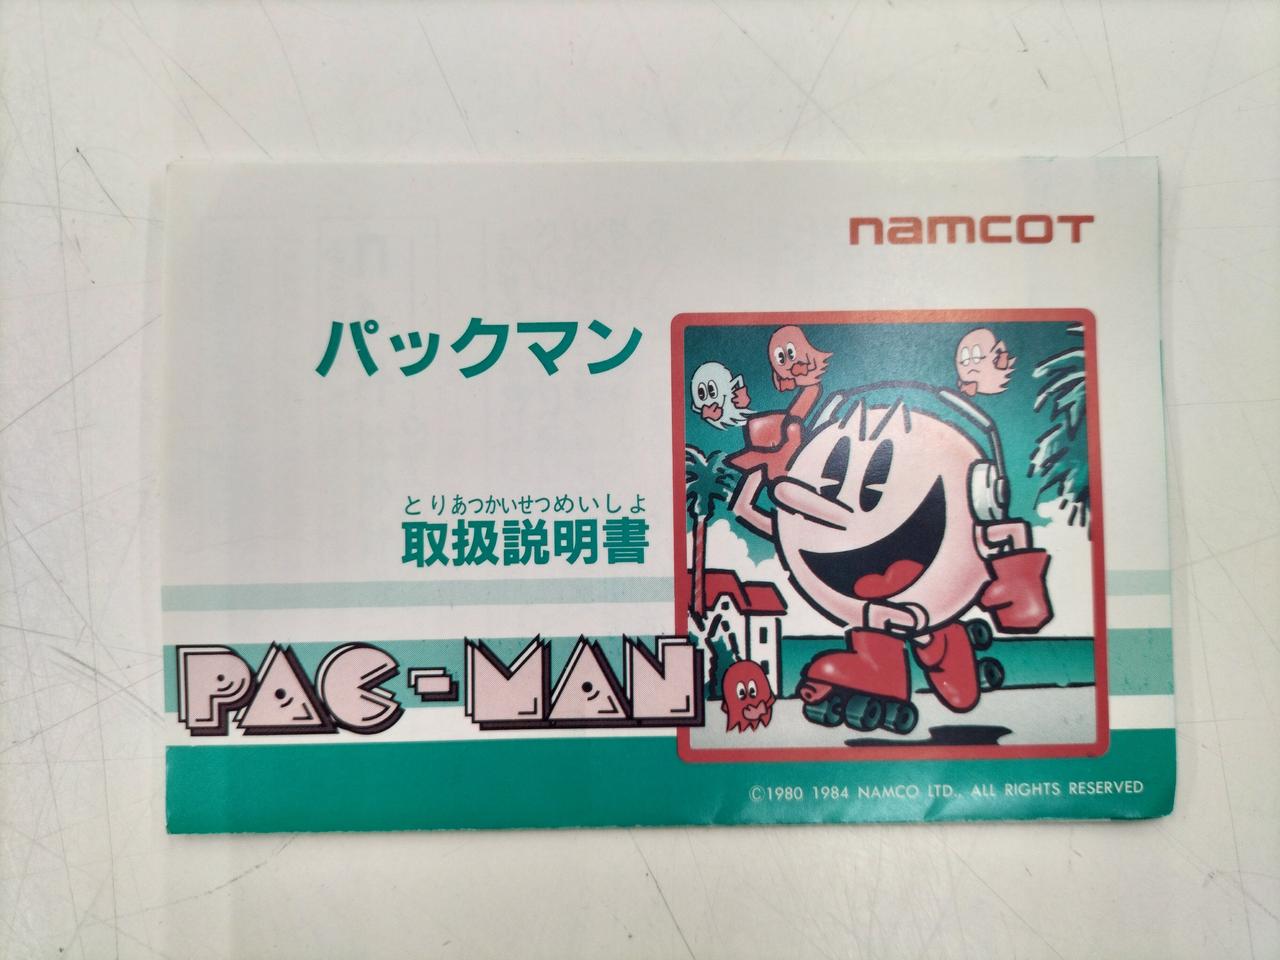 namcot
パックマン
とりあつかいせつめいしょ
取扱説明書
PAC-MAN
©1980 1984 NAMCO LTD., ALL RIGHTS RESERVED